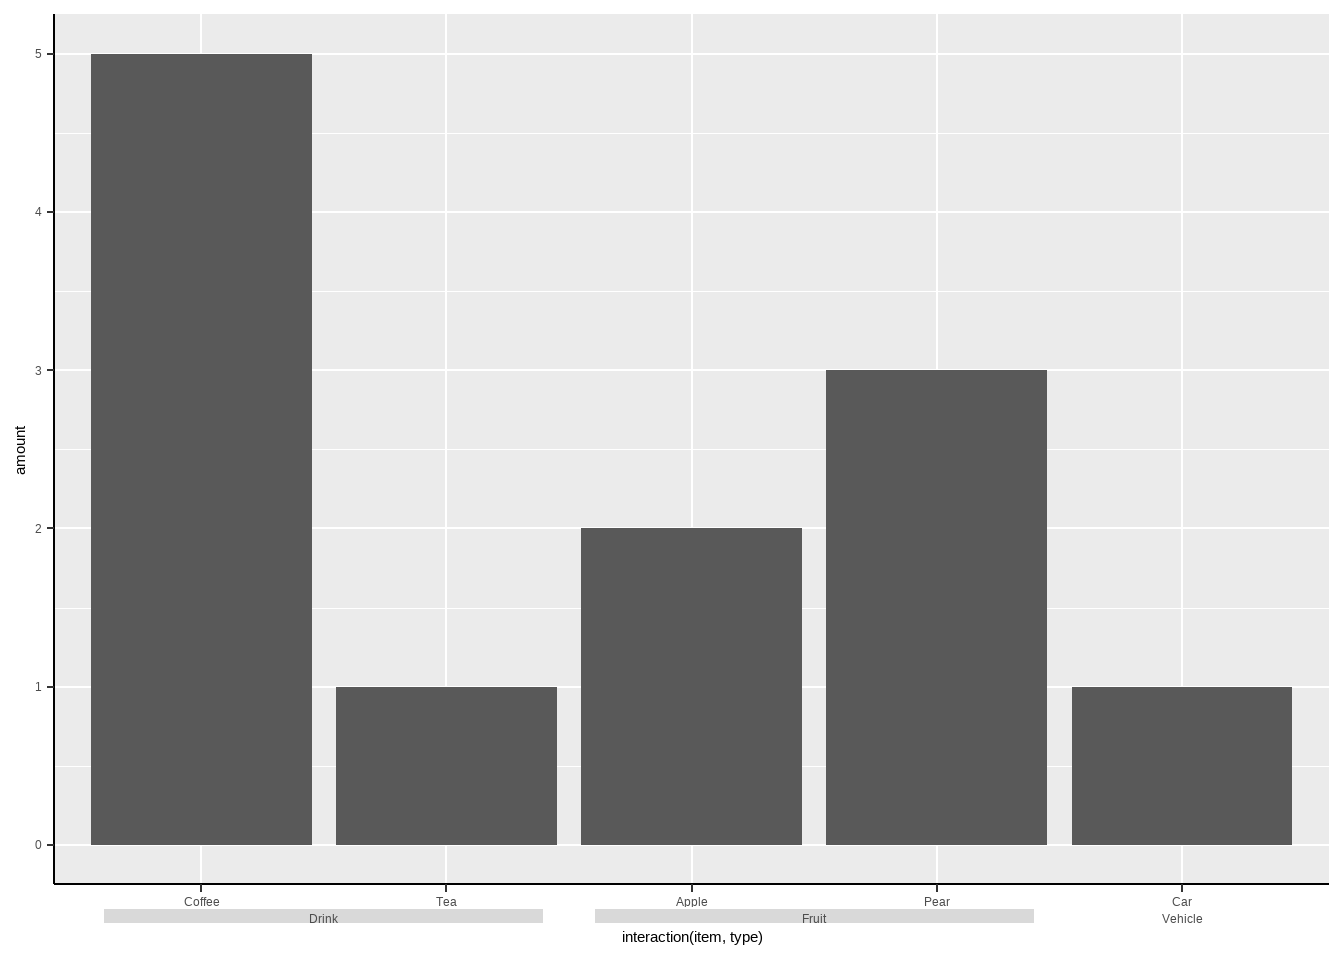 5
4
3
2
1
0
amount
Coffee Tea Apple Pear Car
Drink Fruit Vehicle
interaction(item, type)